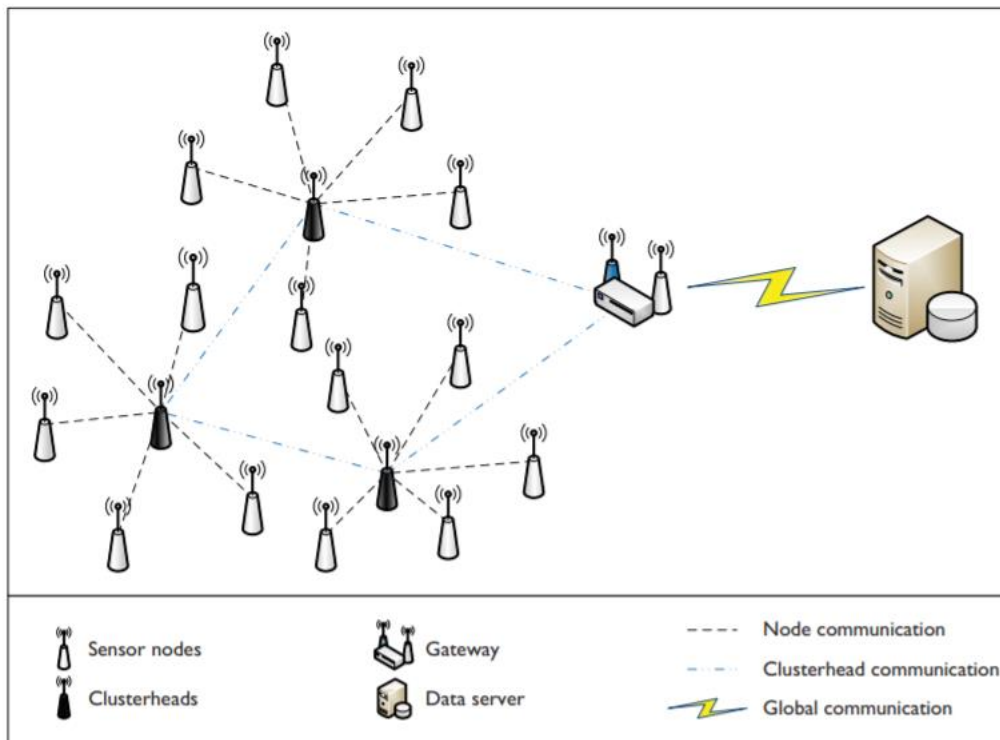 Sensor nodes
Clusterheads
Gateway
Data server
Node communication
Clusterhead communication
Global communication